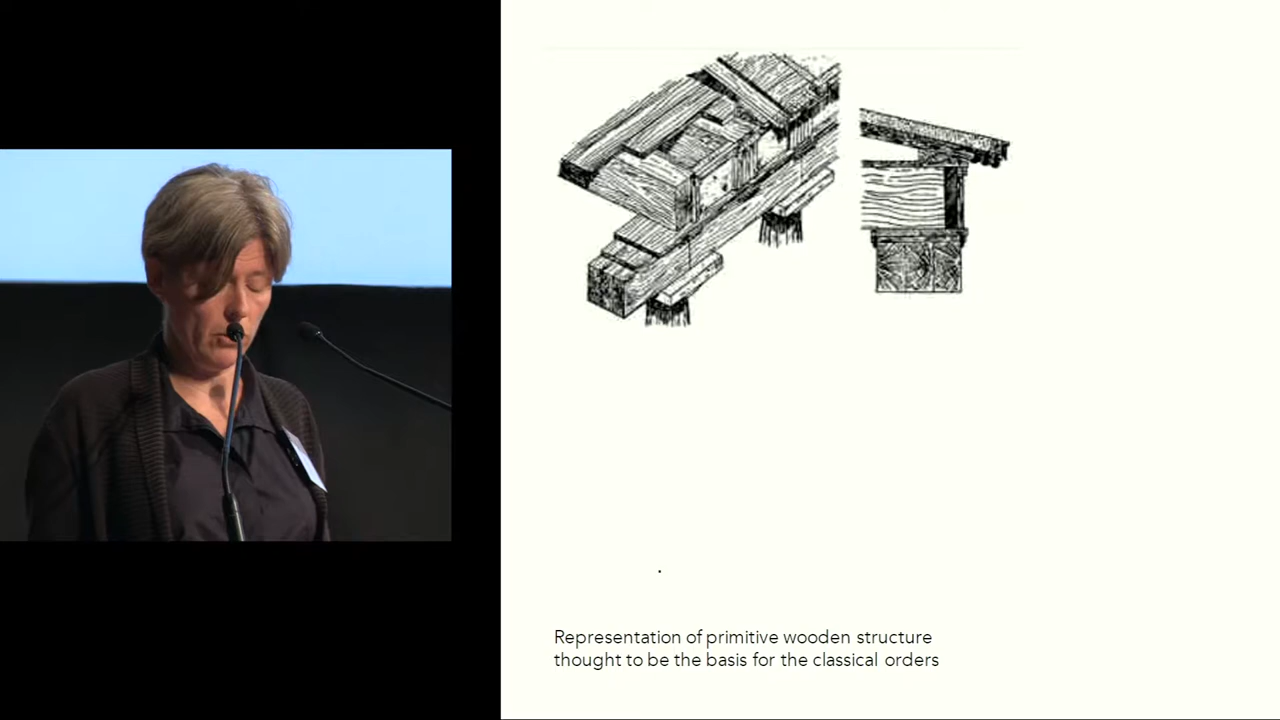 Representation of primitive wooden structure
thought to be the basis for the classical orders